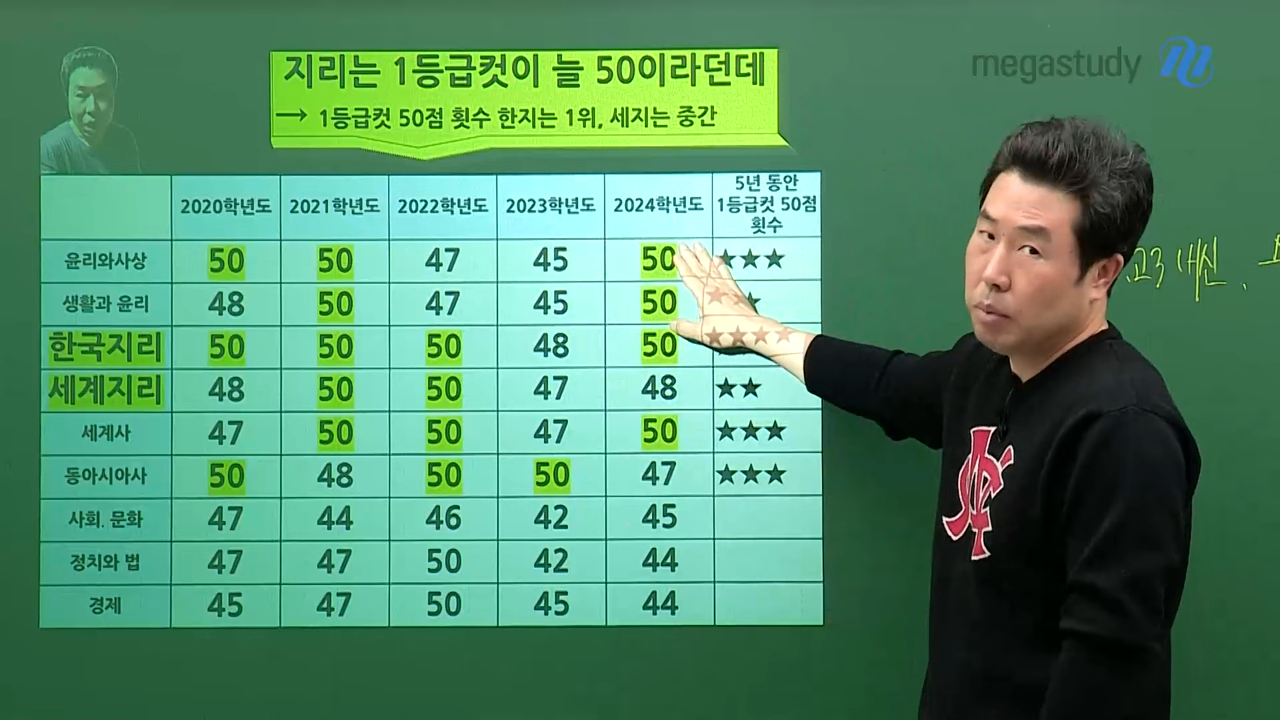 megastudy
지리는 1등급컷이 늘 50이라던데
→ 1등급컷 50점 횟수 한지는 1위, 세지는 중간
2020학년도 2021학년도 2022학년도 2023학년도 2024학년도 5년 동안
1등급컷 50점
횟수
윤리와사상 50 50 47 45 50 ★★★
생활과 윤리 48 50 47 45 50 ★★
한국지리 50 50 50 48 50 ★★★★
세계지리 48 50 50 47 48 ★★
세계사 47 50 50 47 50 ★★★
동아시아사 50 48 50 50 47 ★★★
사회. 문화 47 44 46 42 45
정치와 법 47 47 50 42 44
경제 45 47 50 45 44
고3 내신,